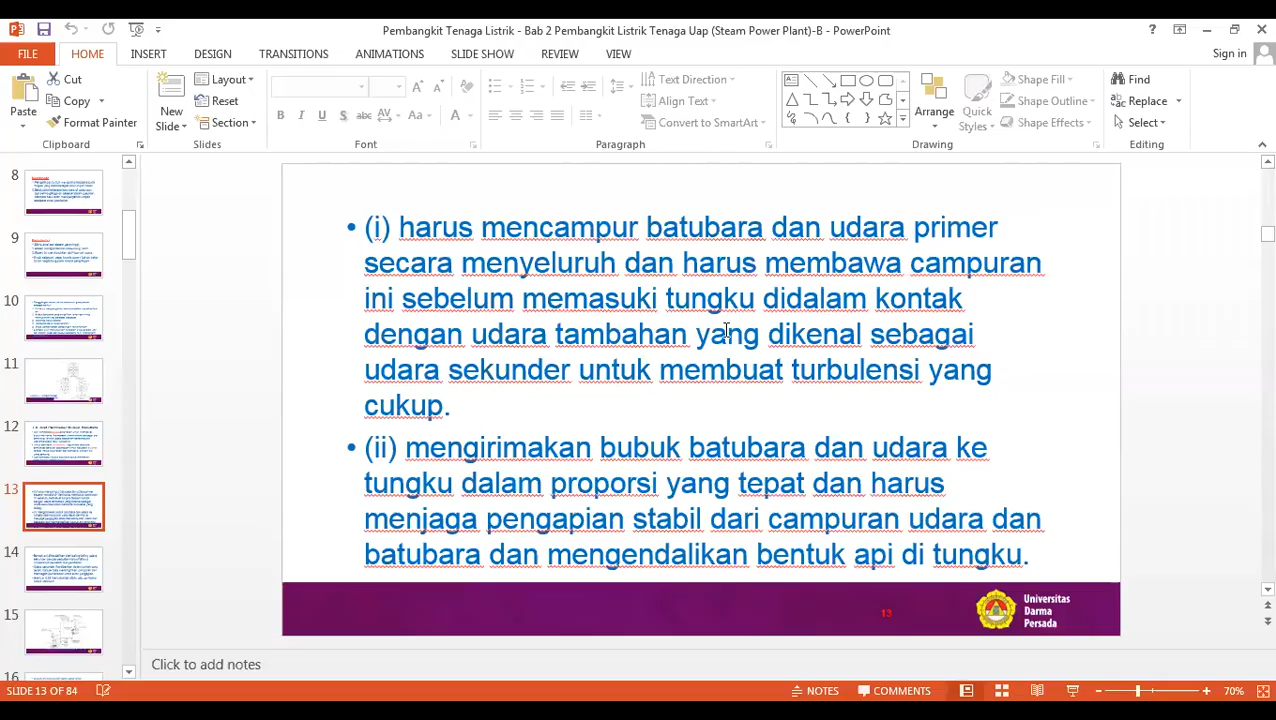 Pembangkit Tenaga Listrik - Bab 2 Pembangkit Listrik Tenaga Uap (Steam Power Plant)-B - PowerPoint
FILE HOME INSERT DESIGN TRANSITIONS ANIMATIONS SLIDE SHOW REVIEW VIEW Sign in
Paste
Cut
Copy
Format Painter
Clipboard
New Slide
Layout
Reset
Section
Slides
Font
Text Direction
Align Text
Convert to SmartArt
Paragraph
Arrange
Quick Styles
Shape Fill
Shape Outline
Shape Effects
Drawing
Find
Replace
Select
Editing
8
9
10
11
12
13
14
15
16
• (i) harus mencampur batubara dan udara primer
secara menyeluruh dan harus membawa campuran
ini sebelum memasuki tungku didalam kontak
dengan udara tambahan yang dikenal sebagai
udara sekunder untuk membuat turbulensi yang
cukup.
• (ii) mengirimakan bubuk batubara dan udara ke
tungku dalam proporsi yang tepat dan harus
menjaga pengapian stabil dari campuran udara dan
batubara dan mengendalikan bentuk api di tungku.
13
Universitas
Darma
Persada
Click to add notes
SLIDE 13 OF 84 NOTES COMMENTS 70%